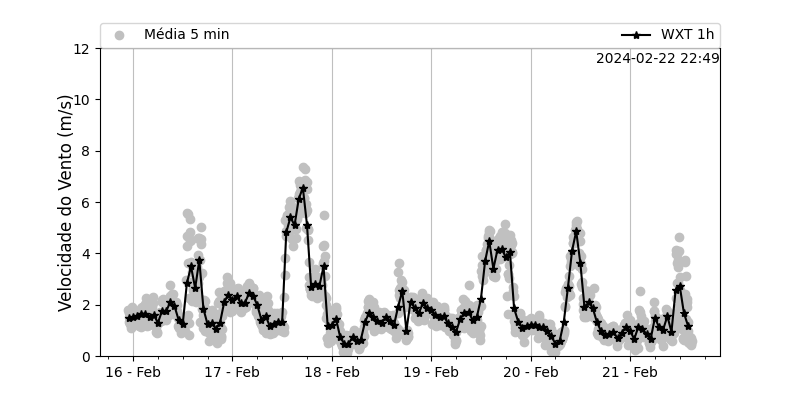 Média 5 min
WXT 1h
2024-02-22 22:49
Velocidade do Vento (m/s)
12
10
8
6
4
2
0
16 - Feb
17 - Feb
18 - Feb
19 - Feb
20 - Feb
21 - Feb